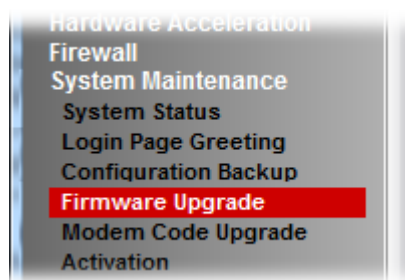 Hardware Acceleration
Firewall
System Maintenance
System Status
Login Page Greeting
Configuration Backup
Firmware Upgrade
Modem Code Upgrade
Activation